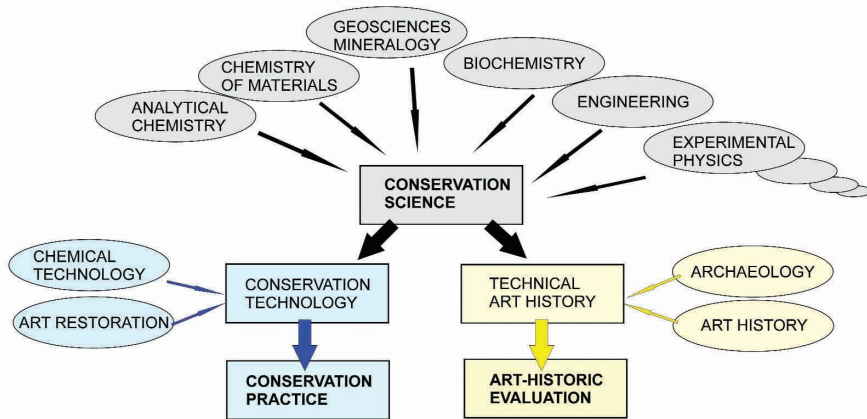 GEOSCIENCES
MINERALOGY
CHEMISTRY
OF MATERIALS
BIOCHEMISTRY
ANALYTICAL
CHEMISTRY
ENGINEERING
EXPERIMENTAL
PHYSICS
CONSERVATION
SCIENCE
CHEMICAL
TECHNOLOGY
ART RESTORATION
CONSERVATION
TECHNOLOGY
TECHNICAL
ART HISTORY
ARCHAEOLOGY
ART HISTORY
CONSERVATION
PRACTICE
ART-HISTORIC
EVALUATION